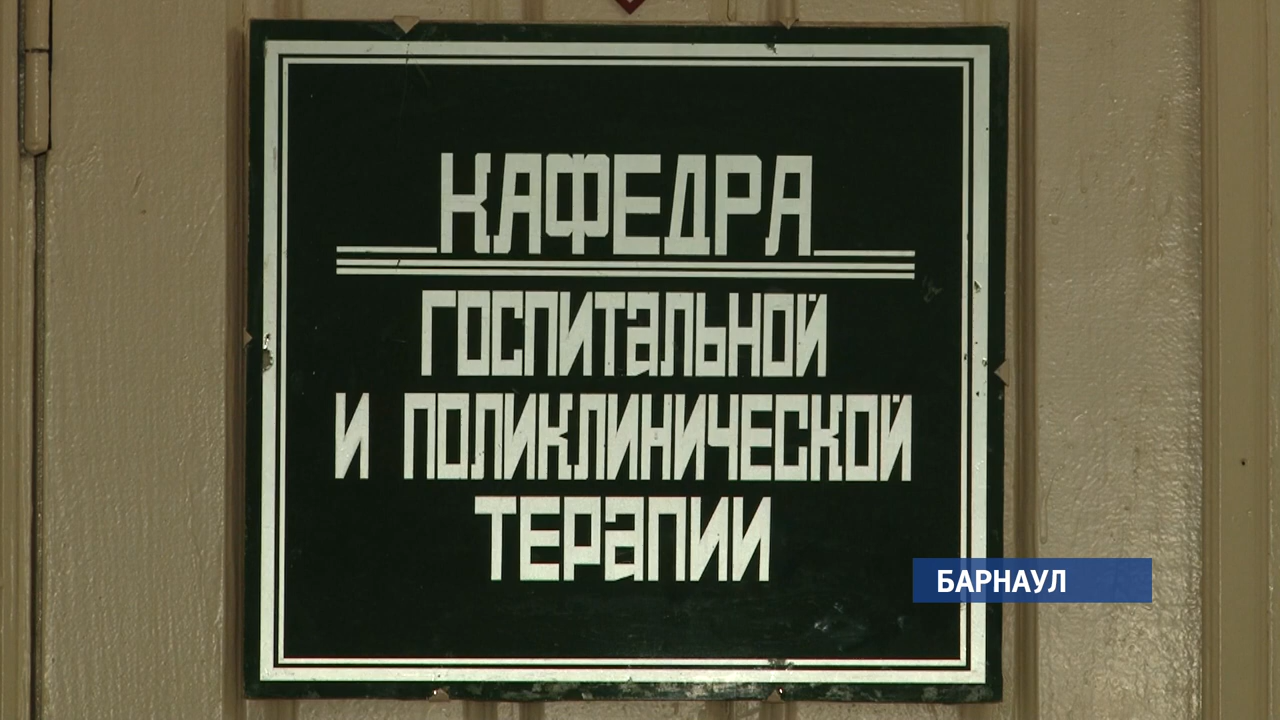 КАФЕДРА
ГОСПИТАЛЬНОЙ
И ПОЛИКЛИНИЧЕСКОЙ
ТЕРАПИИ
БАРНАУЛ